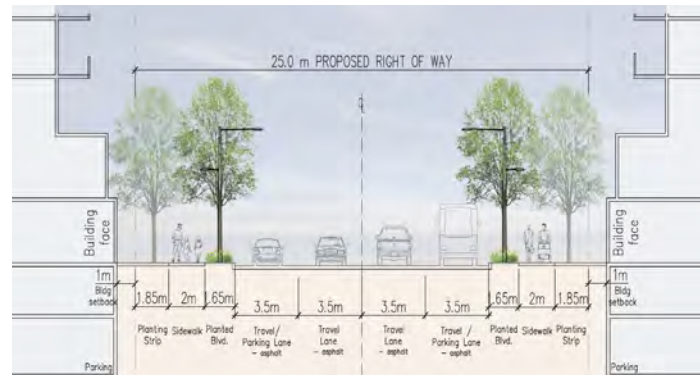 25.0 m PROPOSED RIGHT OF WAY
℄
Building
face
Building
face
1m
Bldg
setback
1.85m
2m
1.65m
3.5m
3.5m
3.5m
3.5m
1.65m
2m
1.85m
1m
Bldg
setback
Planting
Strip
Sidewalk
Planted
Blvd.
Travel/
Parking Lane
- asphalt
Travel
Lane
- asphalt
Travel
Lane
- asphalt
Travel /
Parking Lane
- asphalt
Planted
Blvd.
Sidewalk
Planting
Strip
Parking
Parking